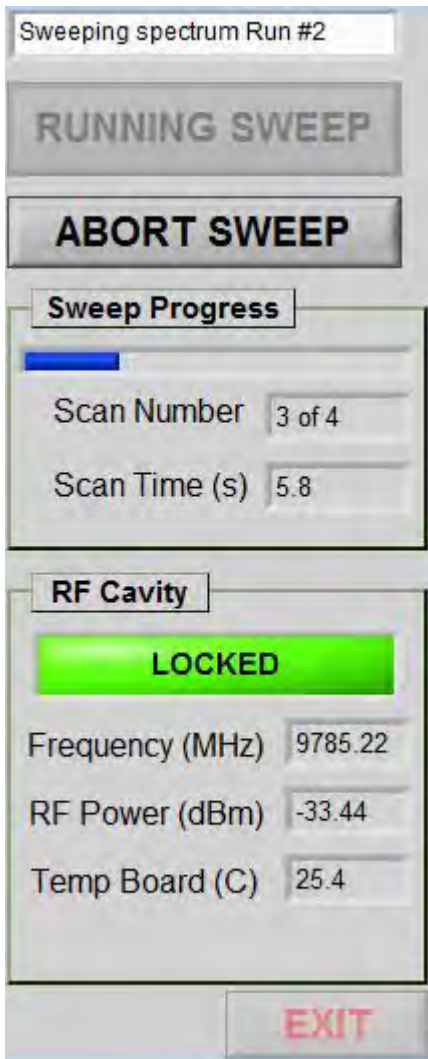 Sweeping spectrum Run #2
RUNNING SWEEP
ABORT SWEEP
Sweep Progress
Scan Number 3 of 4
Scan Time (s) 5.8
RF Cavity
LOCKED
Frequency (MHz) 9785.22
RF Power (dBm) -33.44
Temp Board (C) 25.4
EXIT